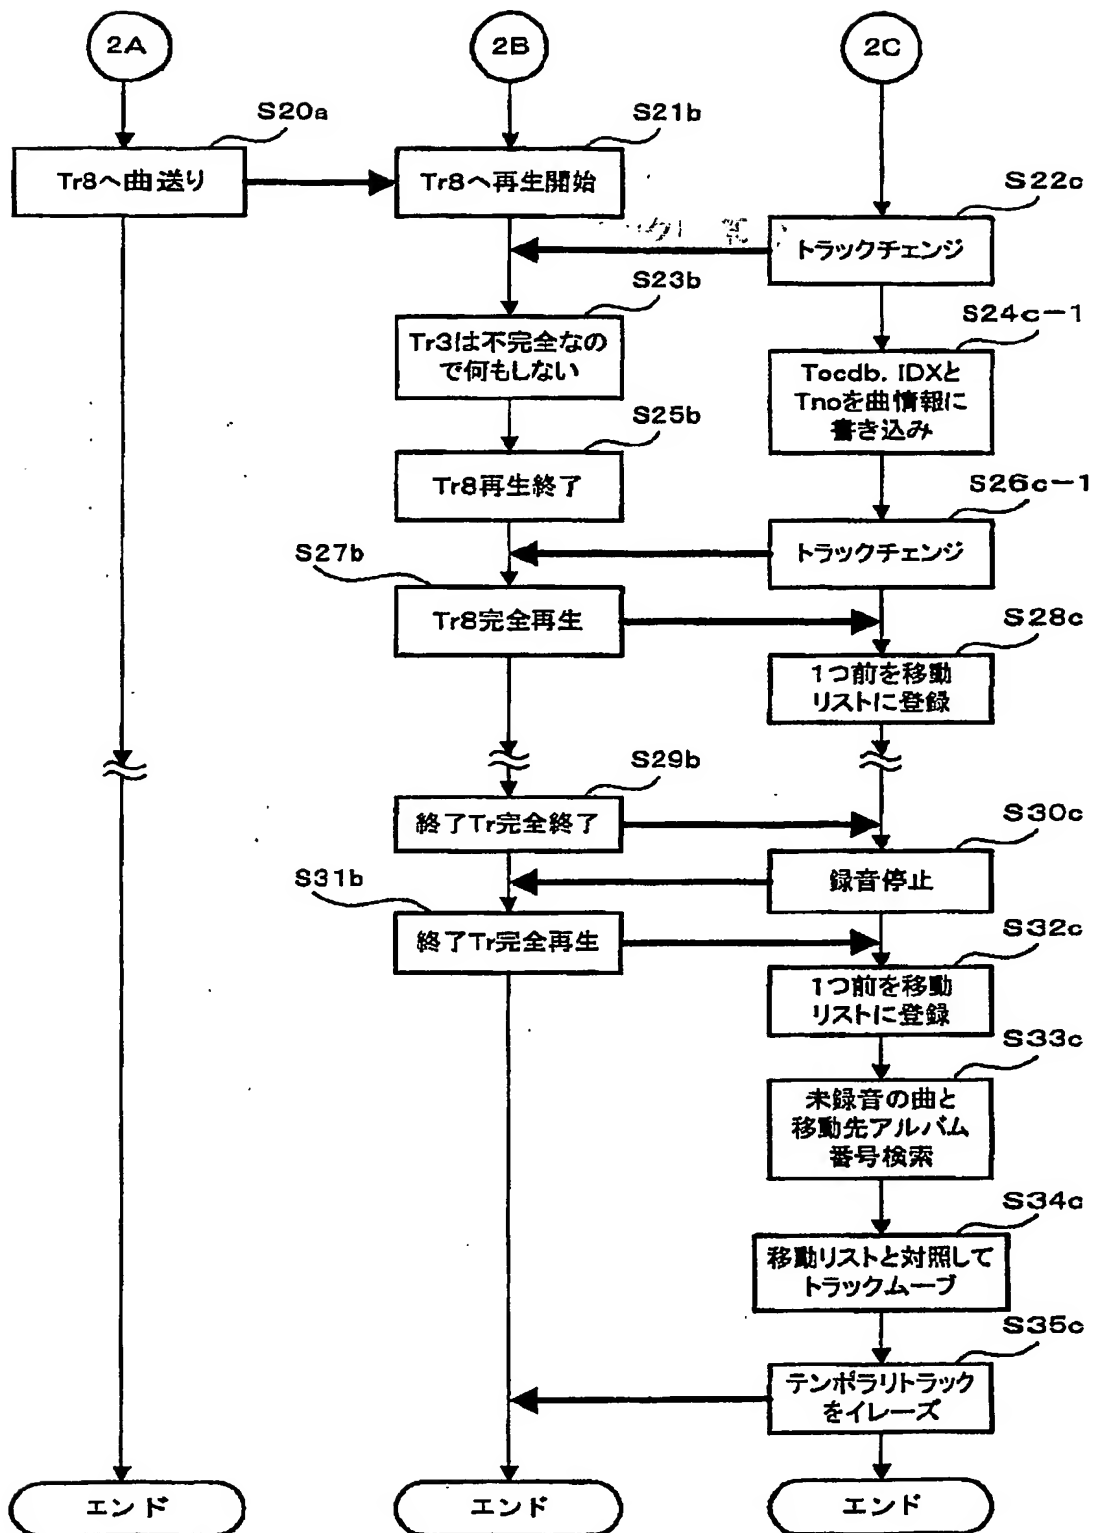 2A
2B
2C
S20a
Tr8へ曲送り
S21b
Tr8へ再生開始
S22c
トラックチェンジ
S23b
Tr3は不完全なの
で何もしない
S24c-1
Tocdb. IDXと
Tnoを曲情報に
書き込み
S25b
Tr8再生終了
S26c-1
トラックチェンジ
S27b
Tr8完全再生
S28c
1つ前を移動
リストに登録
S29b
終了Tr完全終了
S30c
録音停止
S31b
終了Tr完全再生
S32c
1つ前を移動
リストに登録
S33c
未録音の曲と
移動先アルバム
番号検索
S34c
移動リストと対照して
トラックムーブ
S35c
テンポラリトラック
をイレーズ
エンド
エンド
エンド